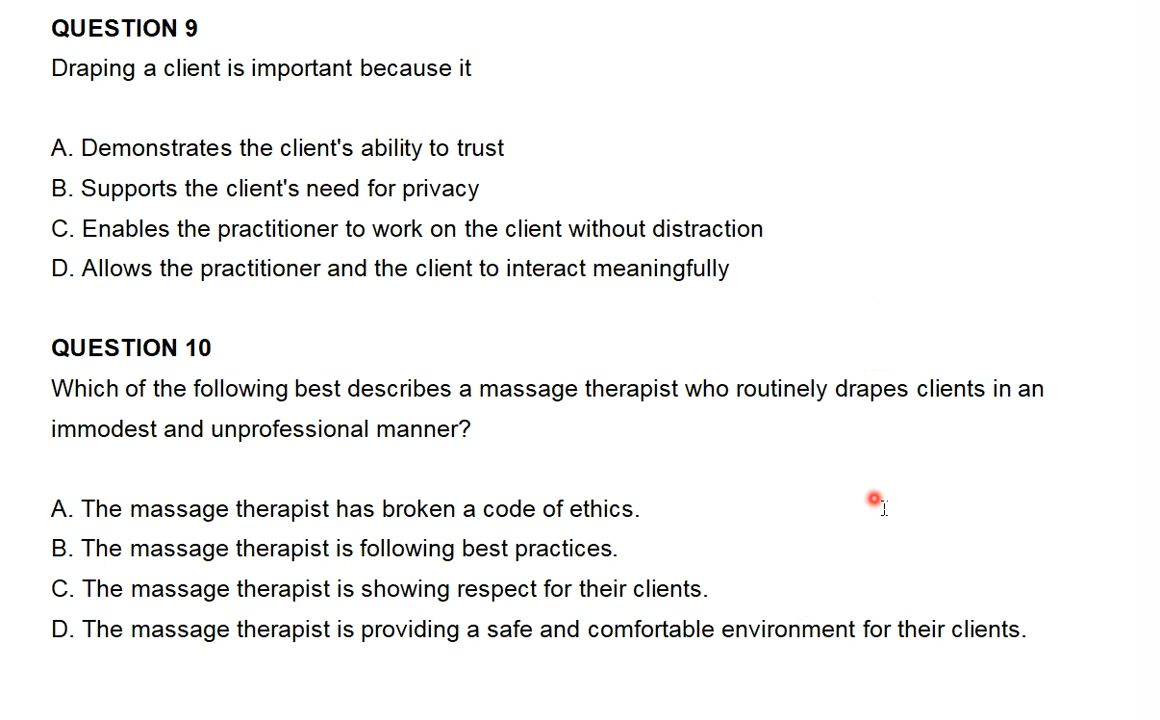 QUESTION 9
Draping a client is important because it
A. Demonstrates the client's ability to trust
B. Supports the client's need for privacy
C. Enables the practitioner to work on the client without distraction
D. Allows the practitioner and the client to interact meaningfully
QUESTION 10
Which of the following best describes a massage therapist who routinely drapes clients in an
immodest and unprofessional manner?
A. The massage therapist has broken a code of ethics.
B. The massage therapist is following best practices.
C. The massage therapist is showing respect for their clients.
D. The massage therapist is providing a safe and comfortable environment for their clients.